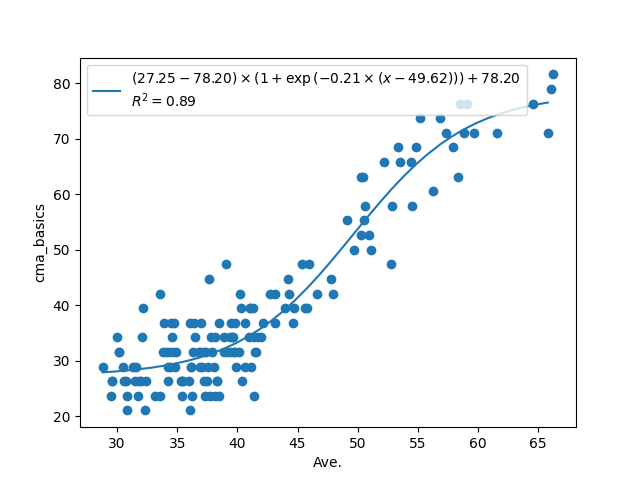 (27.25 − 78.20) × (1 + exp (−0.21 × (x − 49.62))) + 78.20
R² = 0.89
80
70
60
50
40
30
20
cma_basics
30 35 40 45 50 55 60 65
Ave.